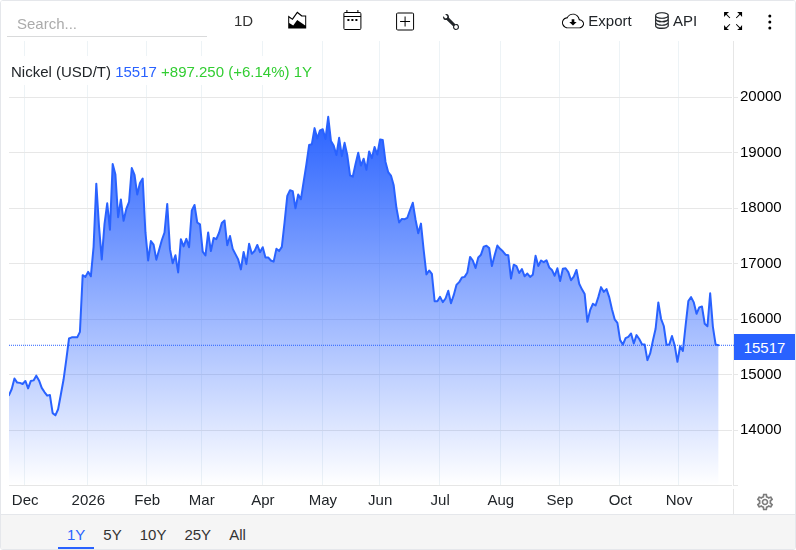 Search... 1D Export API
Nickel (USD/T) 15517 +897.250 (+6.14%) 1Y
20000
19000
18000
17000
16000
15517
15000
14000
Dec 2026 Feb Mar Apr May Jun Jul Aug Sep Oct Nov
1Y 5Y 10Y 25Y All